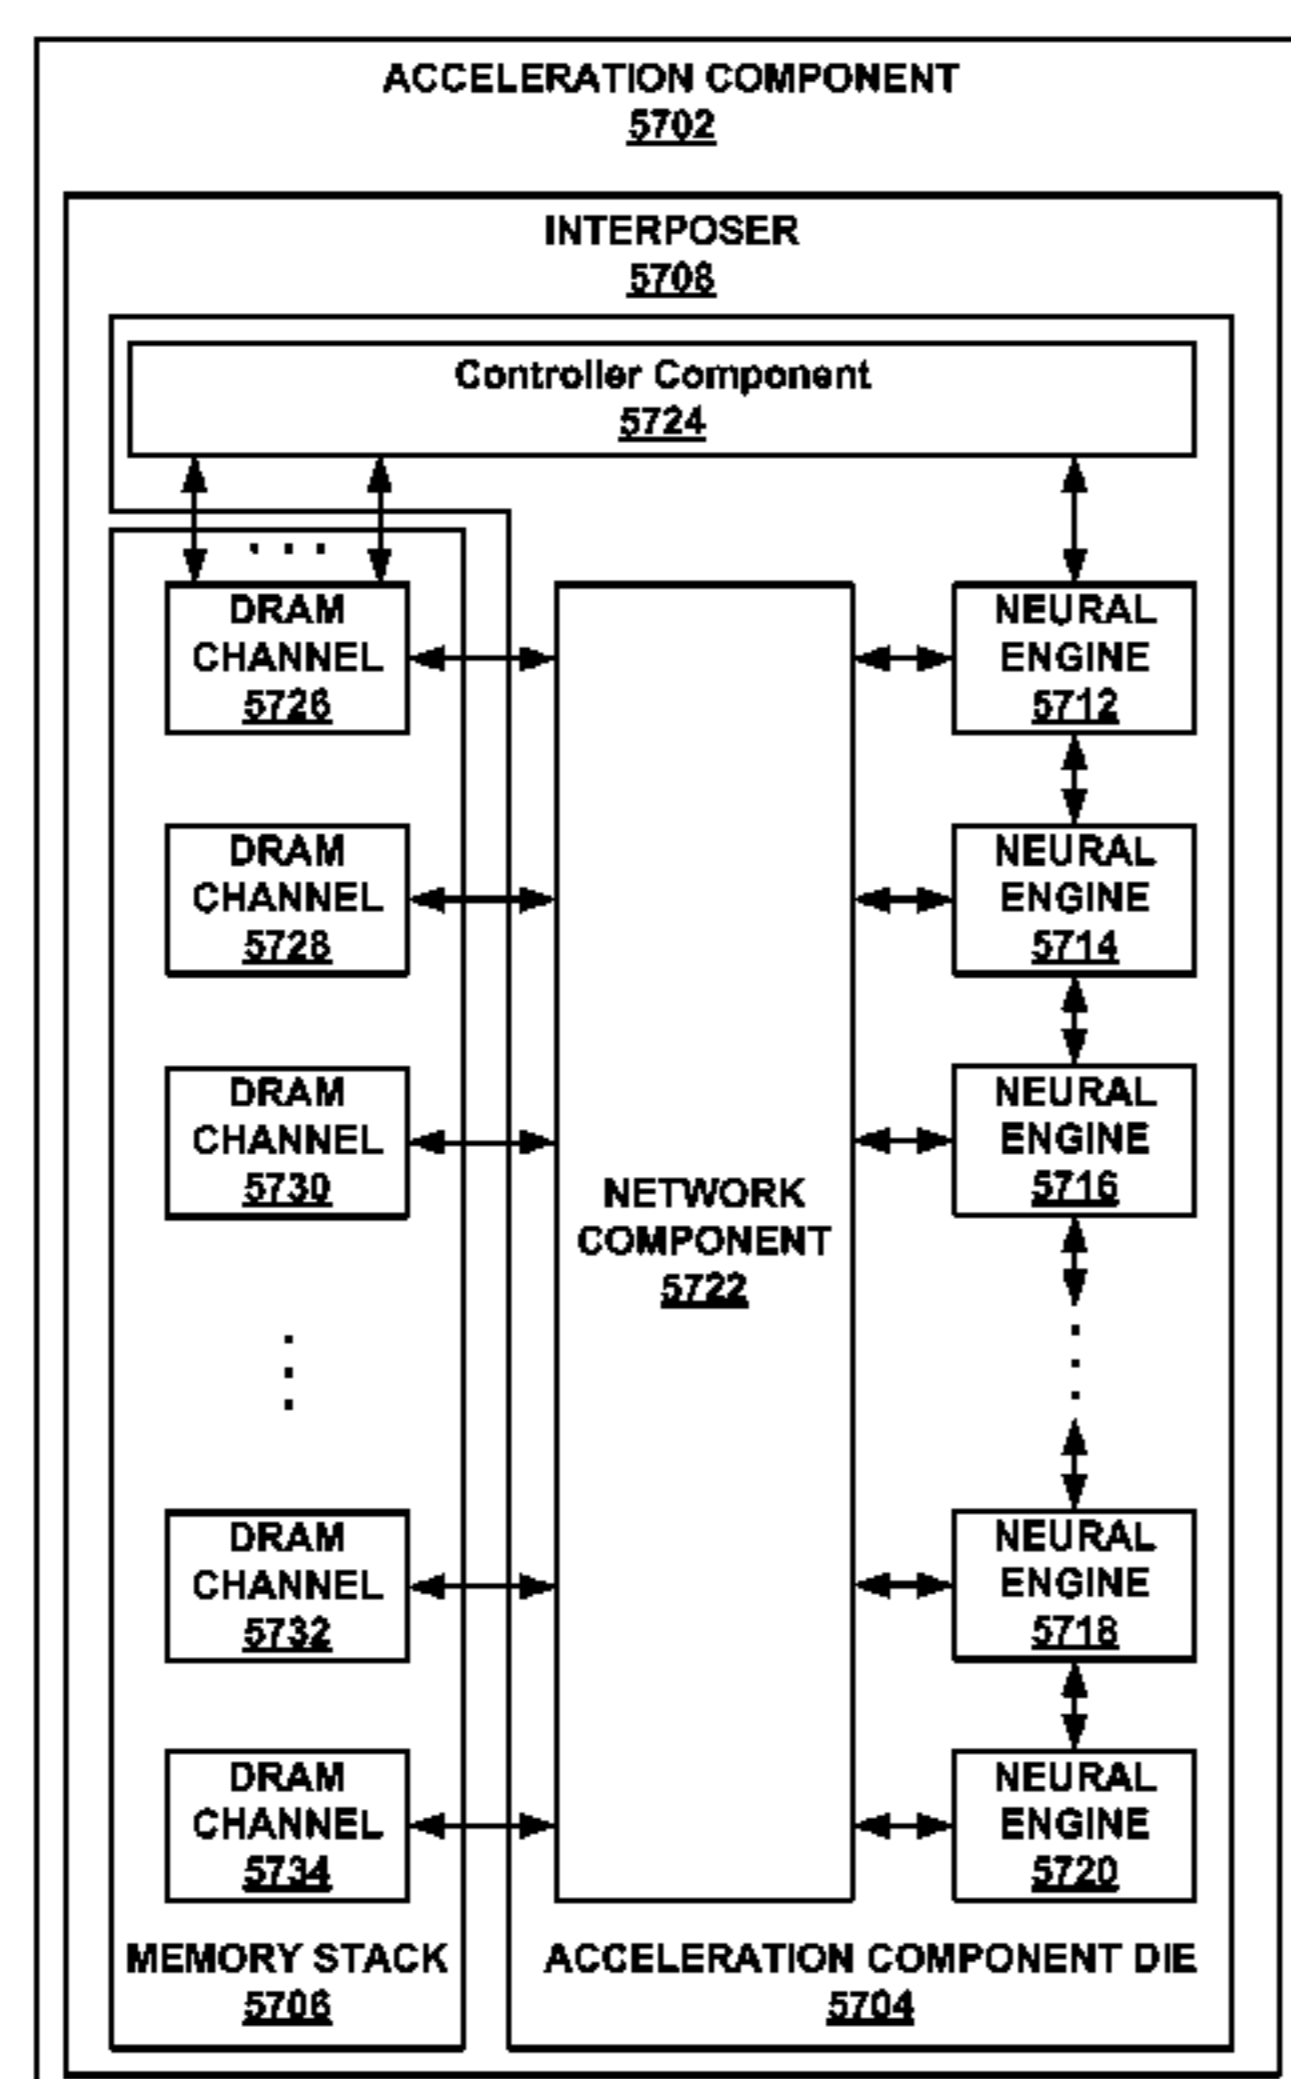 ACCELERATION COMPONENT
5702
INTERPOSER
5708
Controller Component
5724
DRAM
CHANNEL
5726
DRAM
CHANNEL
5728
DRAM
CHANNEL
5730
DRAM
CHANNEL
5732
DRAM
CHANNEL
5734
MEMORY STACK
5706
NETWORK
COMPONENT
5722
NEURAL
ENGINE
5712
NEURAL
ENGINE
5714
NEURAL
ENGINE
5716
NEURAL
ENGINE
5718
NEURAL
ENGINE
5720
ACCELERATION COMPONENT DIE
5704